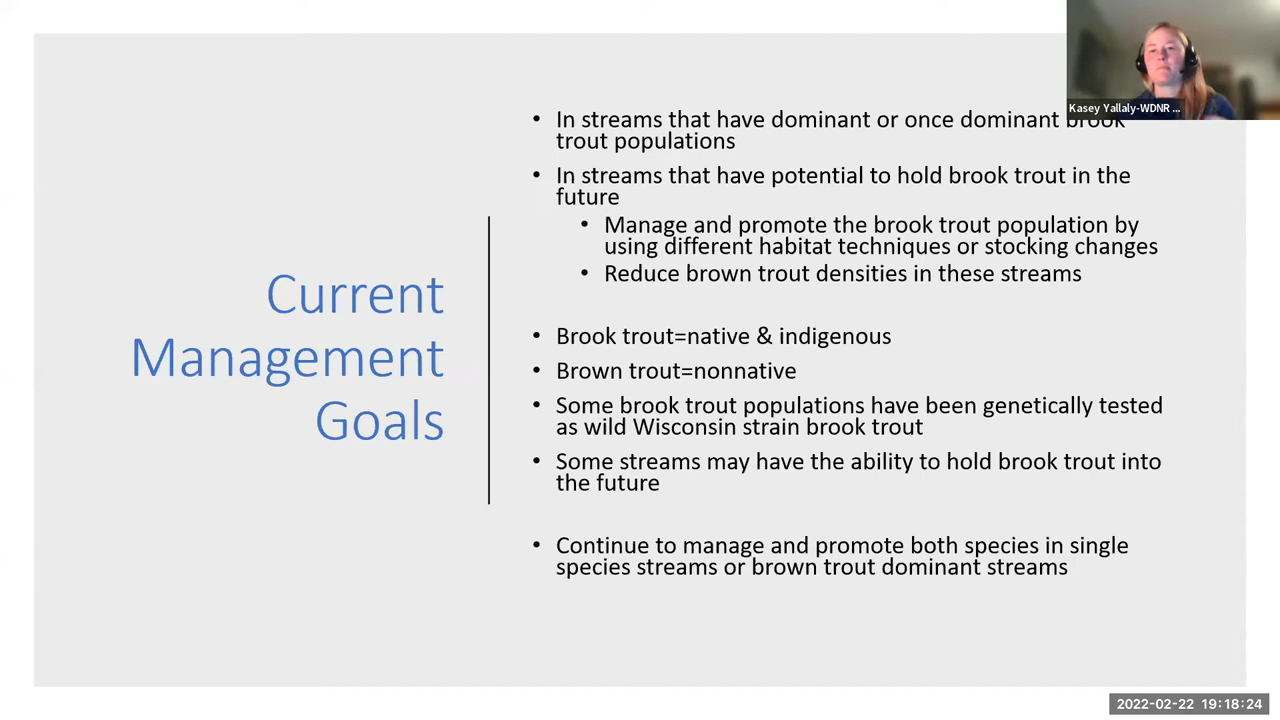 Kasey Yallaly-WDNR ...
• In streams that have dominant or once dominant brook
trout populations
• In streams that have potential to hold brook trout in the
future
• Manage and promote the brook trout population by
using different habitat techniques or stocking changes
• Reduce brown trout densities in these streams
Current
Management
Goals
• Brook trout=native & indigenous
• Brown trout=nonnative
• Some brook trout populations have been genetically tested
as wild Wisconsin strain brook trout
• Some streams may have the ability to hold brook trout into
the future
• Continue to manage and promote both species in single
species streams or brown trout dominant streams
2022-02-22 19:18:24